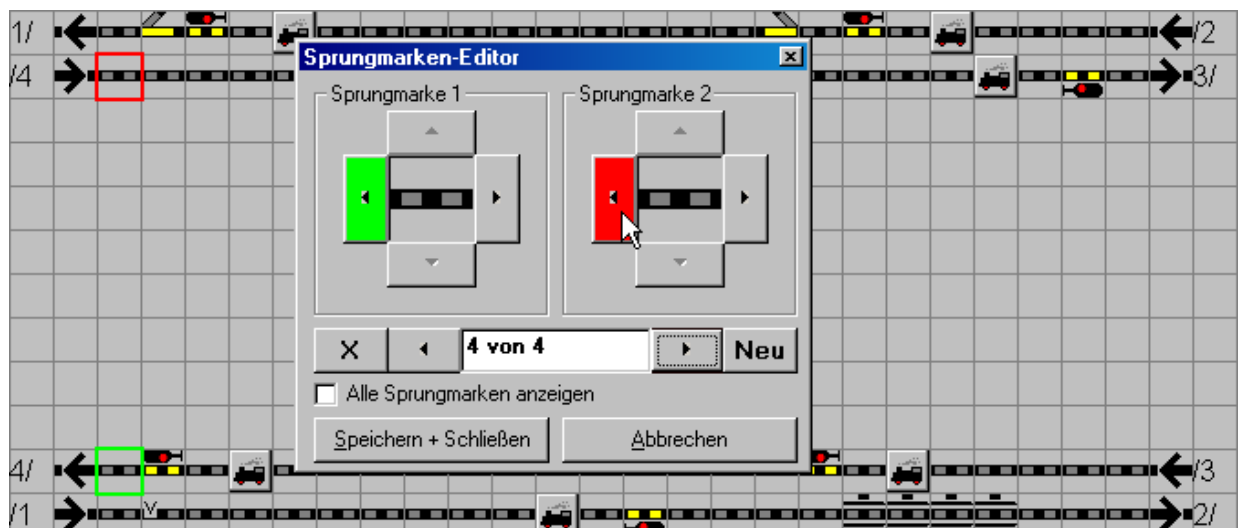 1/
/2
Sprungmarken-Editor
/4
3/
Sprungmarke 1
Sprungmarke 2
X
4 von 4
Neu
Alle Sprungmarken anzeigen
Speichern + Schließen
Abbrechen
4/
/3
/1
2/